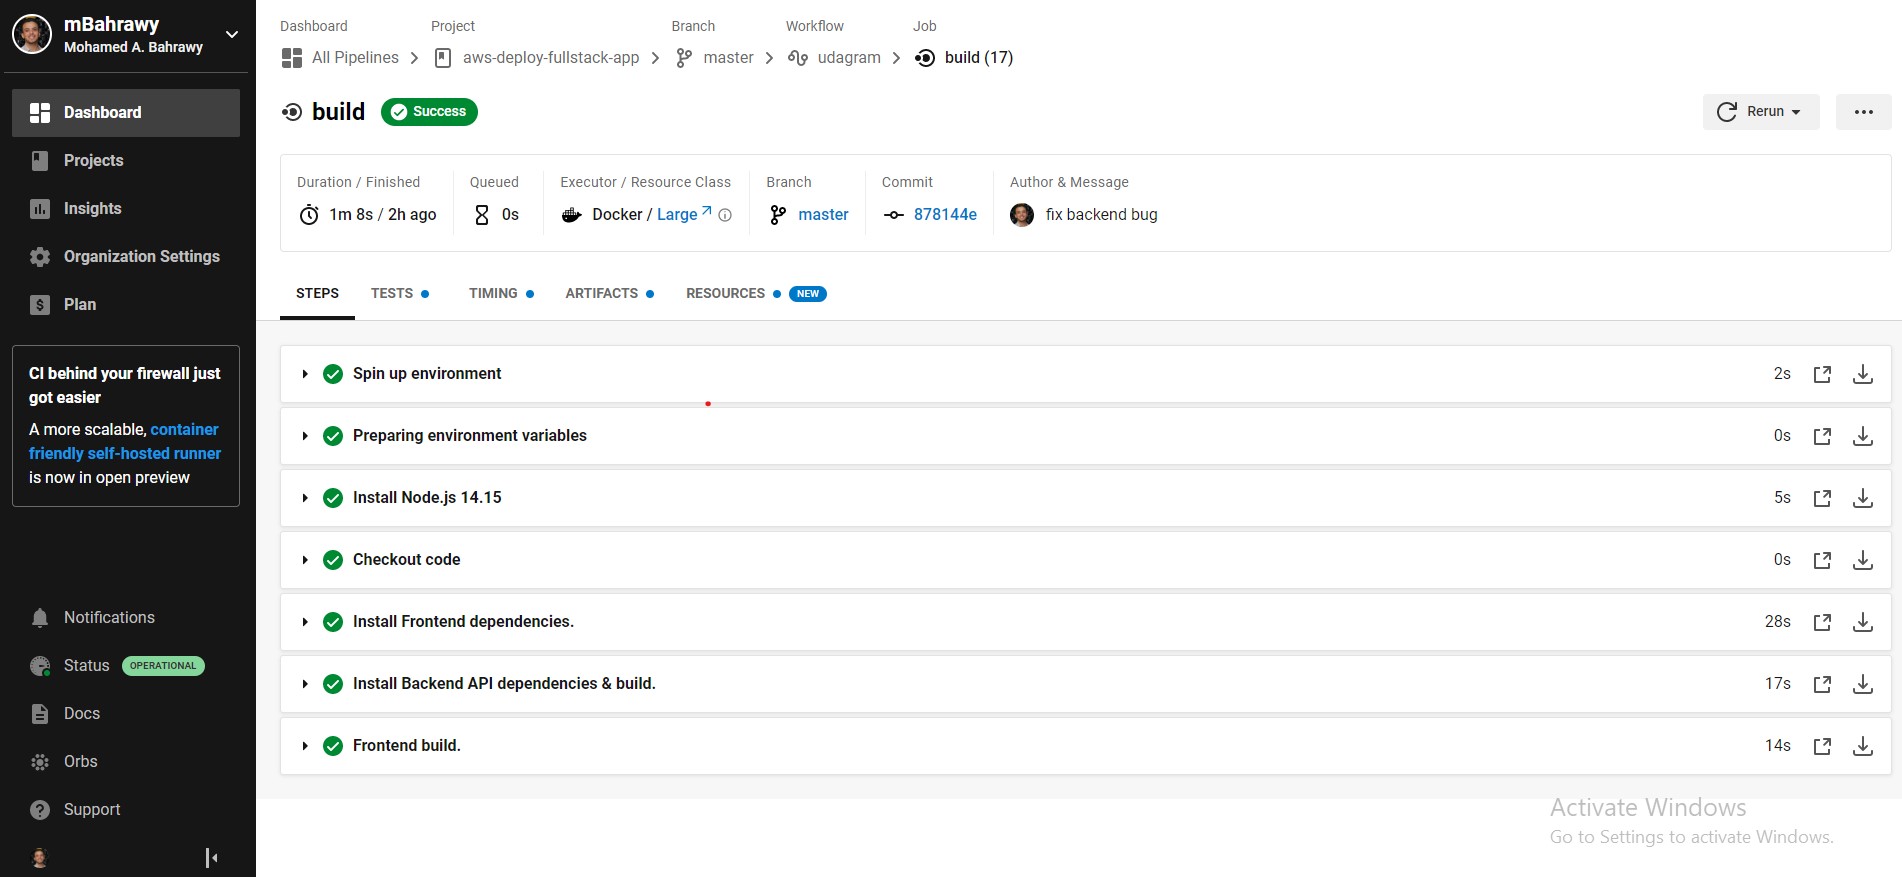 mBahrawy
Mohamed A. Bahrawy
Dashboard
Projects
Insights
Organization Settings
Plan
CI behind your firewall just
got easier
A more scalable, container
friendly self-hosted runner
is now in open preview
Notifications
Status OPERATIONAL
Docs
Orbs
Support
Dashboard Project Branch Workflow Job
All Pipelines aws-deploy-fullstack-app master udagram build (17)
build Success
Rerun
Duration / Finished Queued Executor / Resource Class Branch Commit Author & Message
1m 8s / 2h ago 0s Docker / Large master 878144e fix backend bug
STEPS TESTS TIMING ARTIFACTS RESOURCES NEW
Spin up environment 2s
Preparing environment variables 0s
Install Node.js 14.15 5s
Checkout code 0s
Install Frontend dependencies. 28s
Install Backend API dependencies & build. 17s
Frontend build. 14s
Activate Windows
Go to Settings to activate Windows.